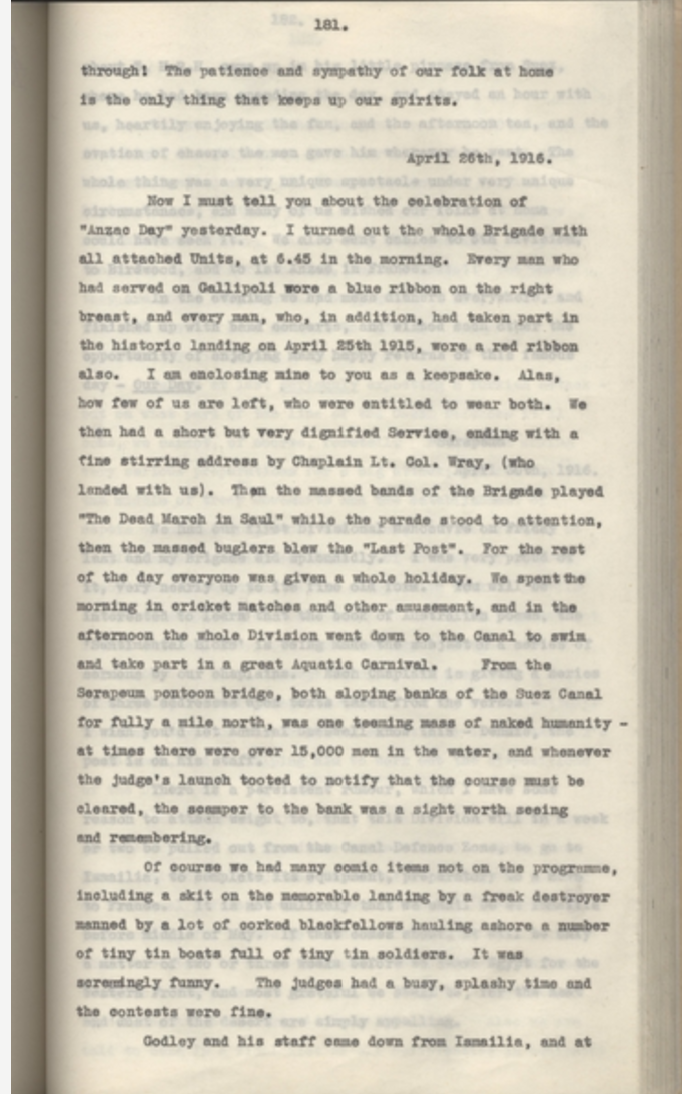 181.
through! The patience and sympathy of our folk at home
is the only thing that keeps up our spirits.
April 26th, 1916.
Now I must tell you about the celebration of
"Anzac Day" yesterday. I turned out the whole Brigade with
all attached Units, at 6.45 in the morning. Every man who
had served on Gallipoli wore a blue ribbon on the right
breast, and every man, who, in addition, had taken part in
the historic landing on April 25th 1915, wore a red ribbon
also. I am enclosing mine to you as a keepsake. Alas,
how few of us are left, who were entitled to wear both. We
then had a short but very dignified Service, ending with a
fine stirring address by Chaplain Lt. Col. Wray, (who
landed with us). Then the massed bands of the Brigade played
"The Dead March in Saul" while the parade stood to attention,
then the massed buglers blew the "Last Post". For the rest
of the day everyone was given a whole holiday. We spent the
morning in cricket matches and other amusement, and in the
afternoon the whole Division went down to the Canal to swim
and take part in a great Aquatic Carnival. From the
Serapeum pontoon bridge, both sloping banks of the Suez Canal
for fully a mile north, was one teeming mass of naked humanity -
at times there were over 15,000 men in the water, and whenever
the judge's launch tooted to notify that the course must be
cleared, the scamper to the bank was a sight worth seeing
and remembering.
Of course we had many comic items not on the programme,
including a skit on the memorable landing by a freak destroyer
manned by a lot of corked blackfellows hauling ashore a number
of tiny tin boats full of tiny tin soldiers. It was
screamingly funny. The judges had a busy, splashy time and
the contests were fine.
Godley and his staff came down from Ismailia, and at